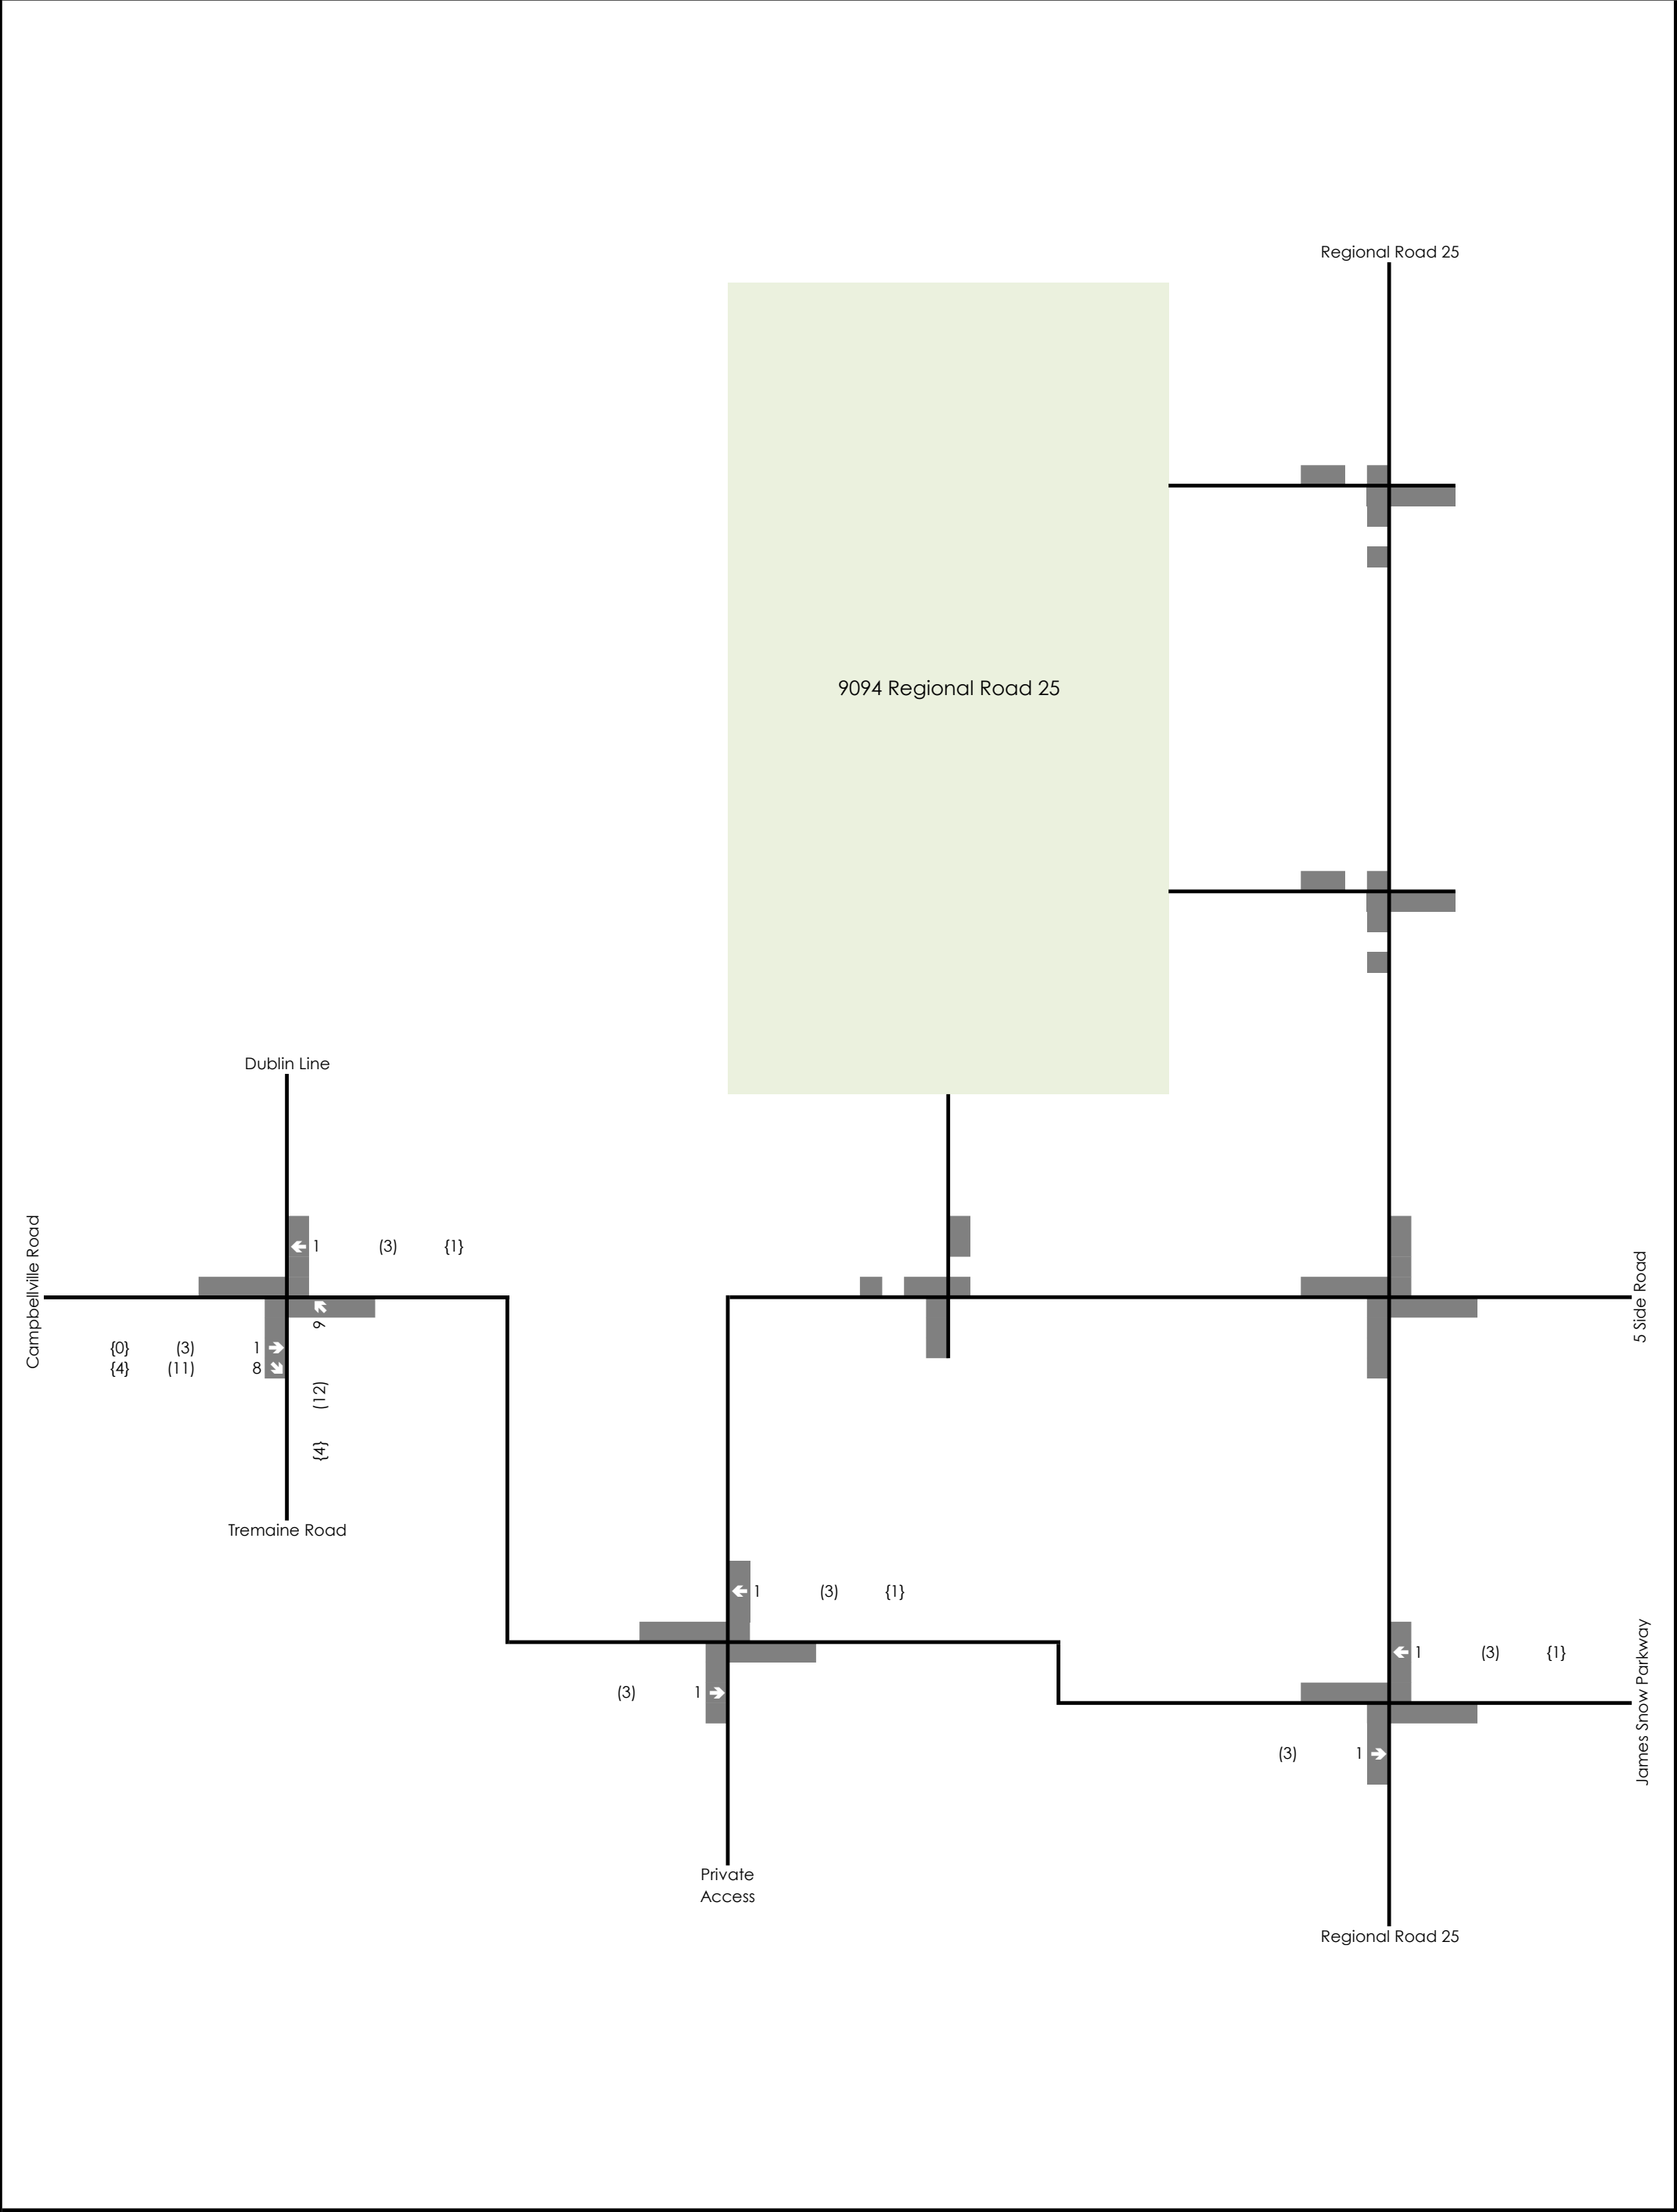 Regional Road 25
9094 Regional Road 25
Dublin Line
Campbellville Road
1 (3) {1}
{0} (3) 1
{4} (11) 8
{4} (12) 9
5 Side Road
Tremaine Road
1 (3) {1}
(3) 1
James Snow Parkway
1 (3) {1}
(3) 1
Private
Access
Regional Road 25